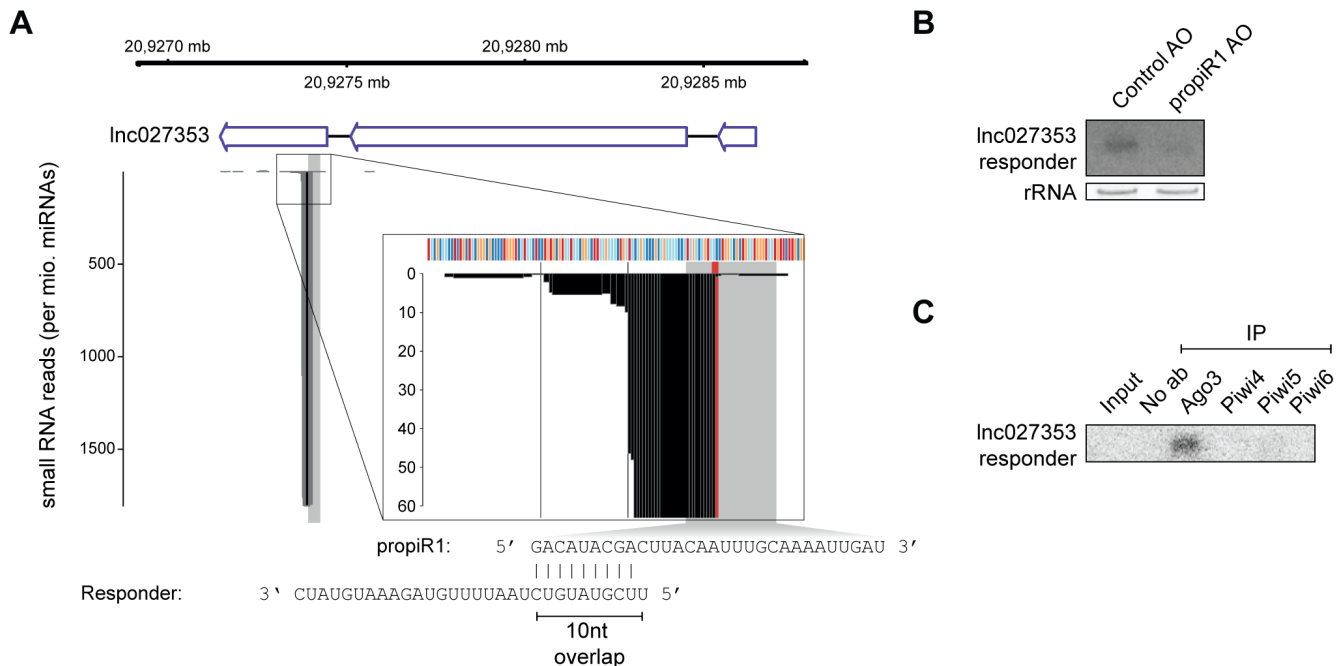 A
20,9270 mb
20,9280 mb
20,9275 mb
20,9285 mb
lnc027353
small RNA reads (per mio. miRNAs)
500
1000
1500
0
10
20
30
40
50
60
propiR1: 5' GACAUACGACUUACAAUUUGCAAAAUUGAU 3'
Responder: 3' CUAUGUAAAGAUGUUUUAAUCUGUAUGCUU 5'
10nt
overlap
B
Control AO
propiR1 AO
lnc027353
responder
rRNA
C
IP
Input
No ab
Ago3
Piwi4
Piwi5
Piwi6
lnc027353
responder